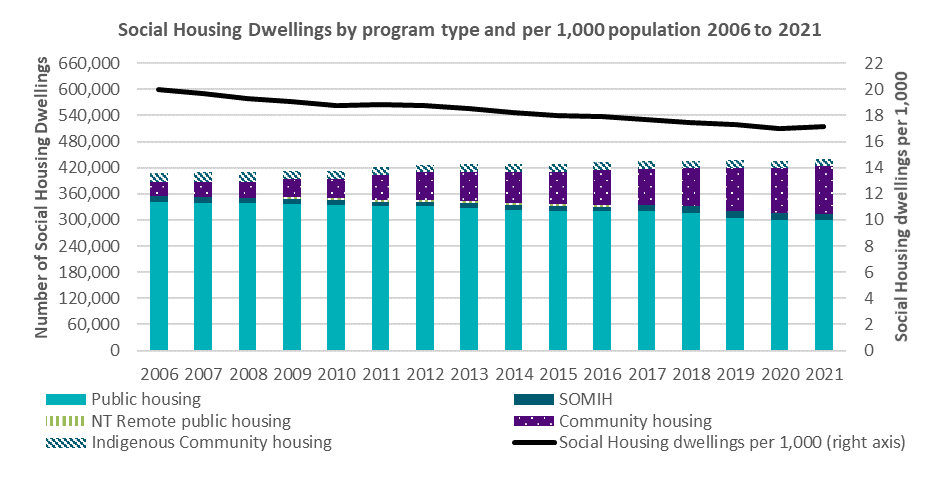 Social Housing Dwellings by program type and per 1,000 population 2006 to 2021
Number of Social Housing Dwellings
660,000
600,000
540,000
480,000
420,000
360,000
300,000
240,000
180,000
120,000
60,000
0
22
20
18
16
14
12
10
8
6
4
2
0
Social Housing dwellings per 1,000
2006 2007 2008 2009 2010 2011 2012 2013 2014 2015 2016 2017 2018 2019 2020 2021
Public housing
SOMIH
NT Remote public housing
Community housing
Indigenous Community housing
Social Housing dwellings per 1,000 (right axis)